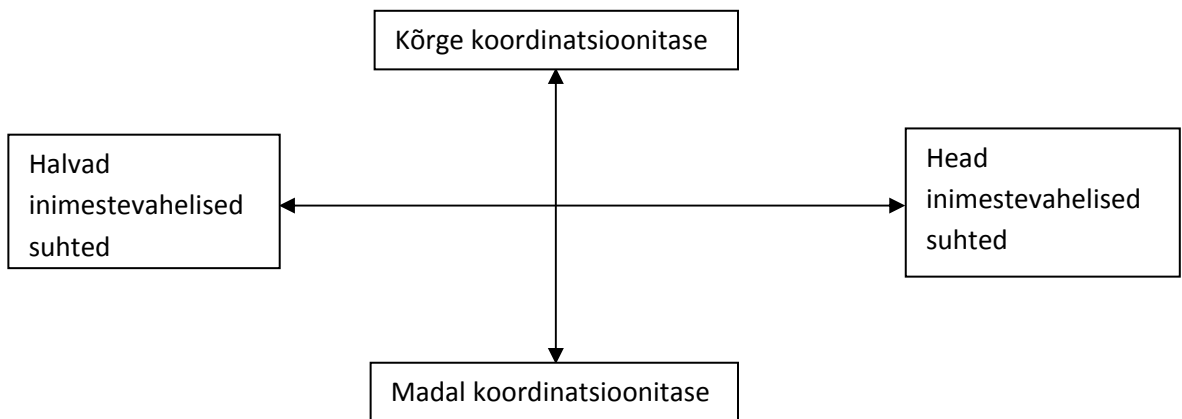 Kõrge koordinatsioonitase
Halvad
inimestevahelised
suhted
Head
inimestevahelised
suhted
Madal koordinatsioonitase